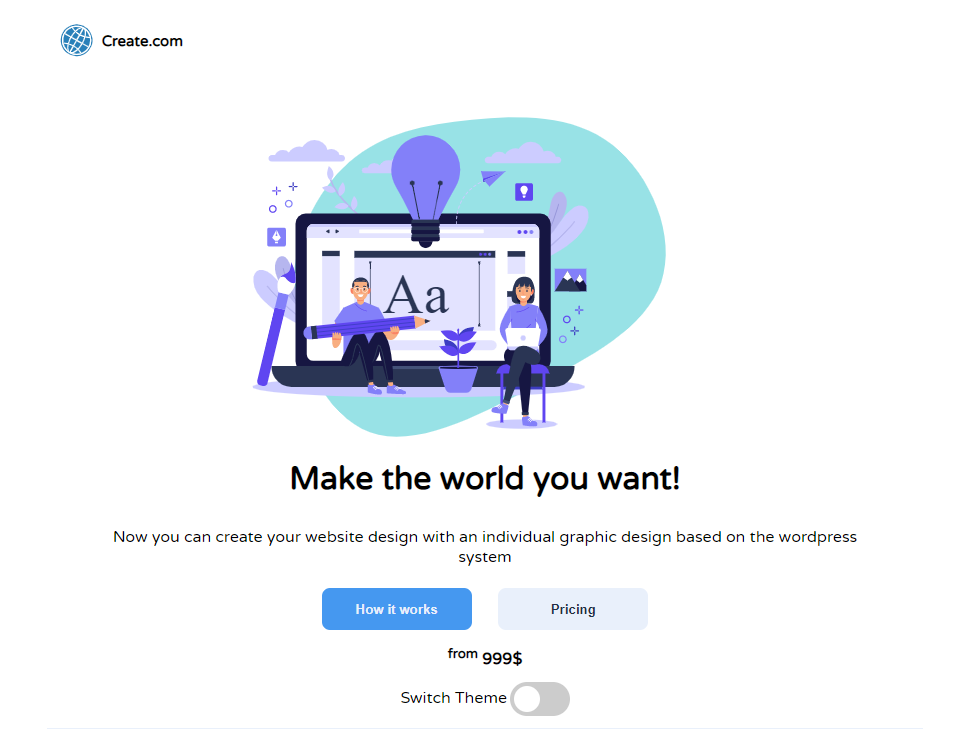 Create.com
Aa
Make the world you want!
Now you can create your website design with an individual graphic design based on the wordpress
system
How it works
Pricing
from 999$
Switch Theme